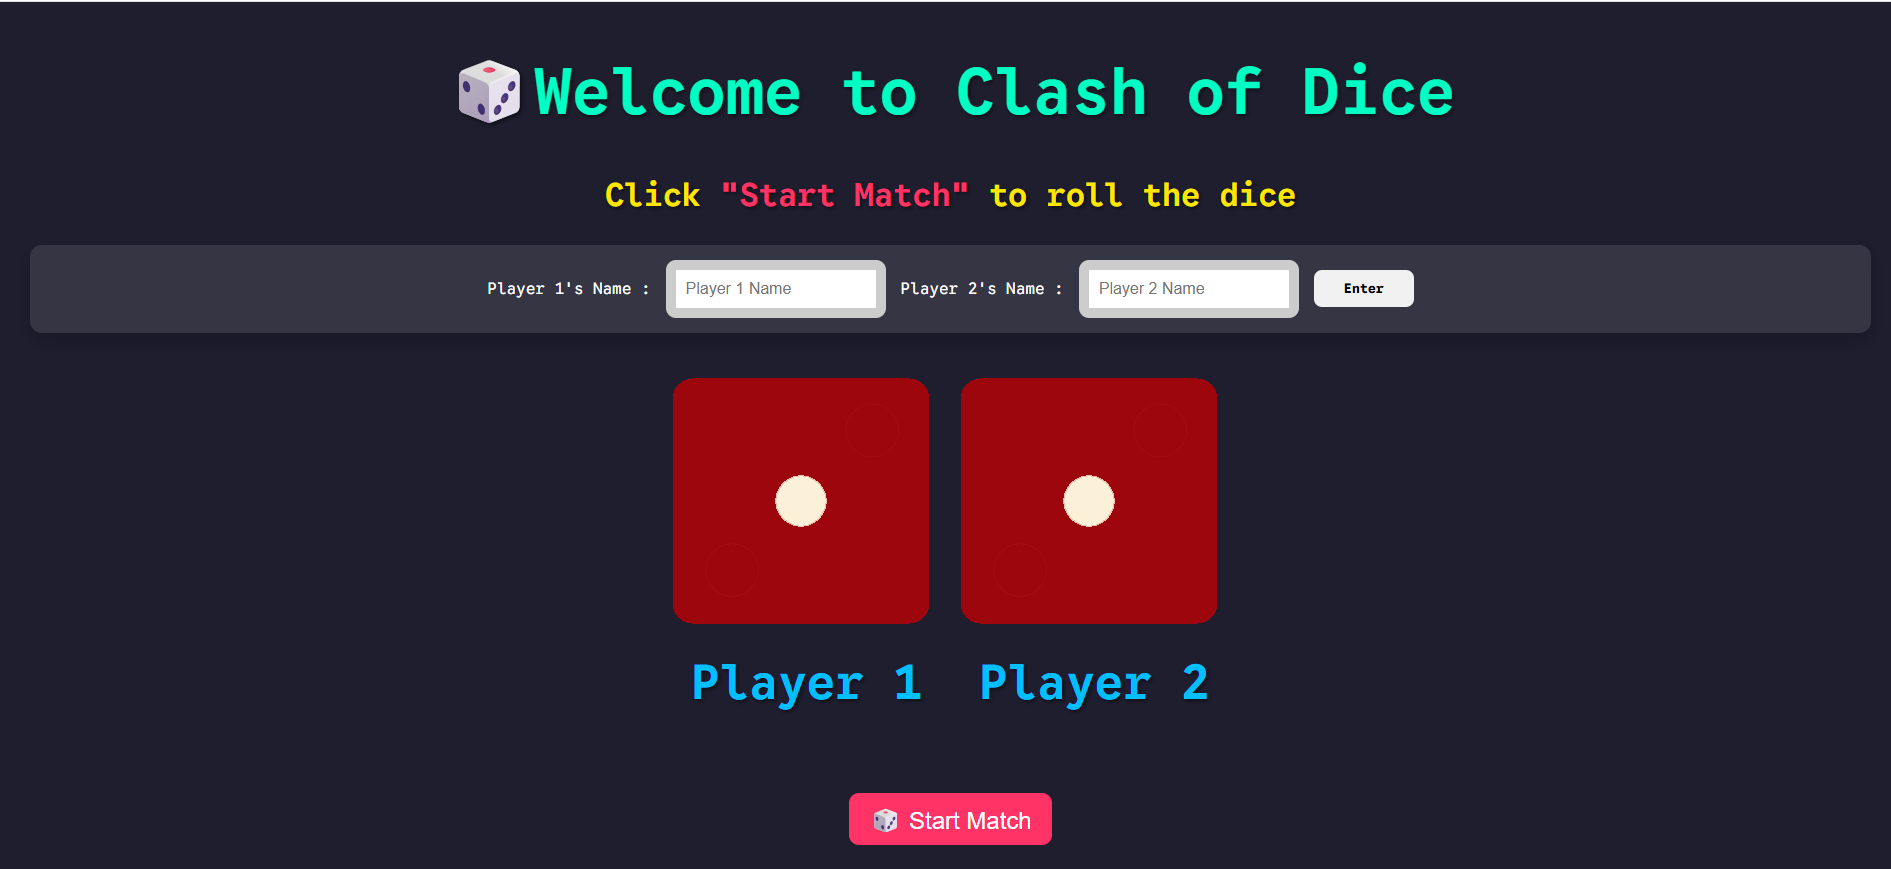 Welcome to Clash of Dice
Click "Start Match" to roll the dice
Player 1's Name : Player 1 Name Player 2's Name : Player 2 Name Enter
Player 1 Player 2
Start Match